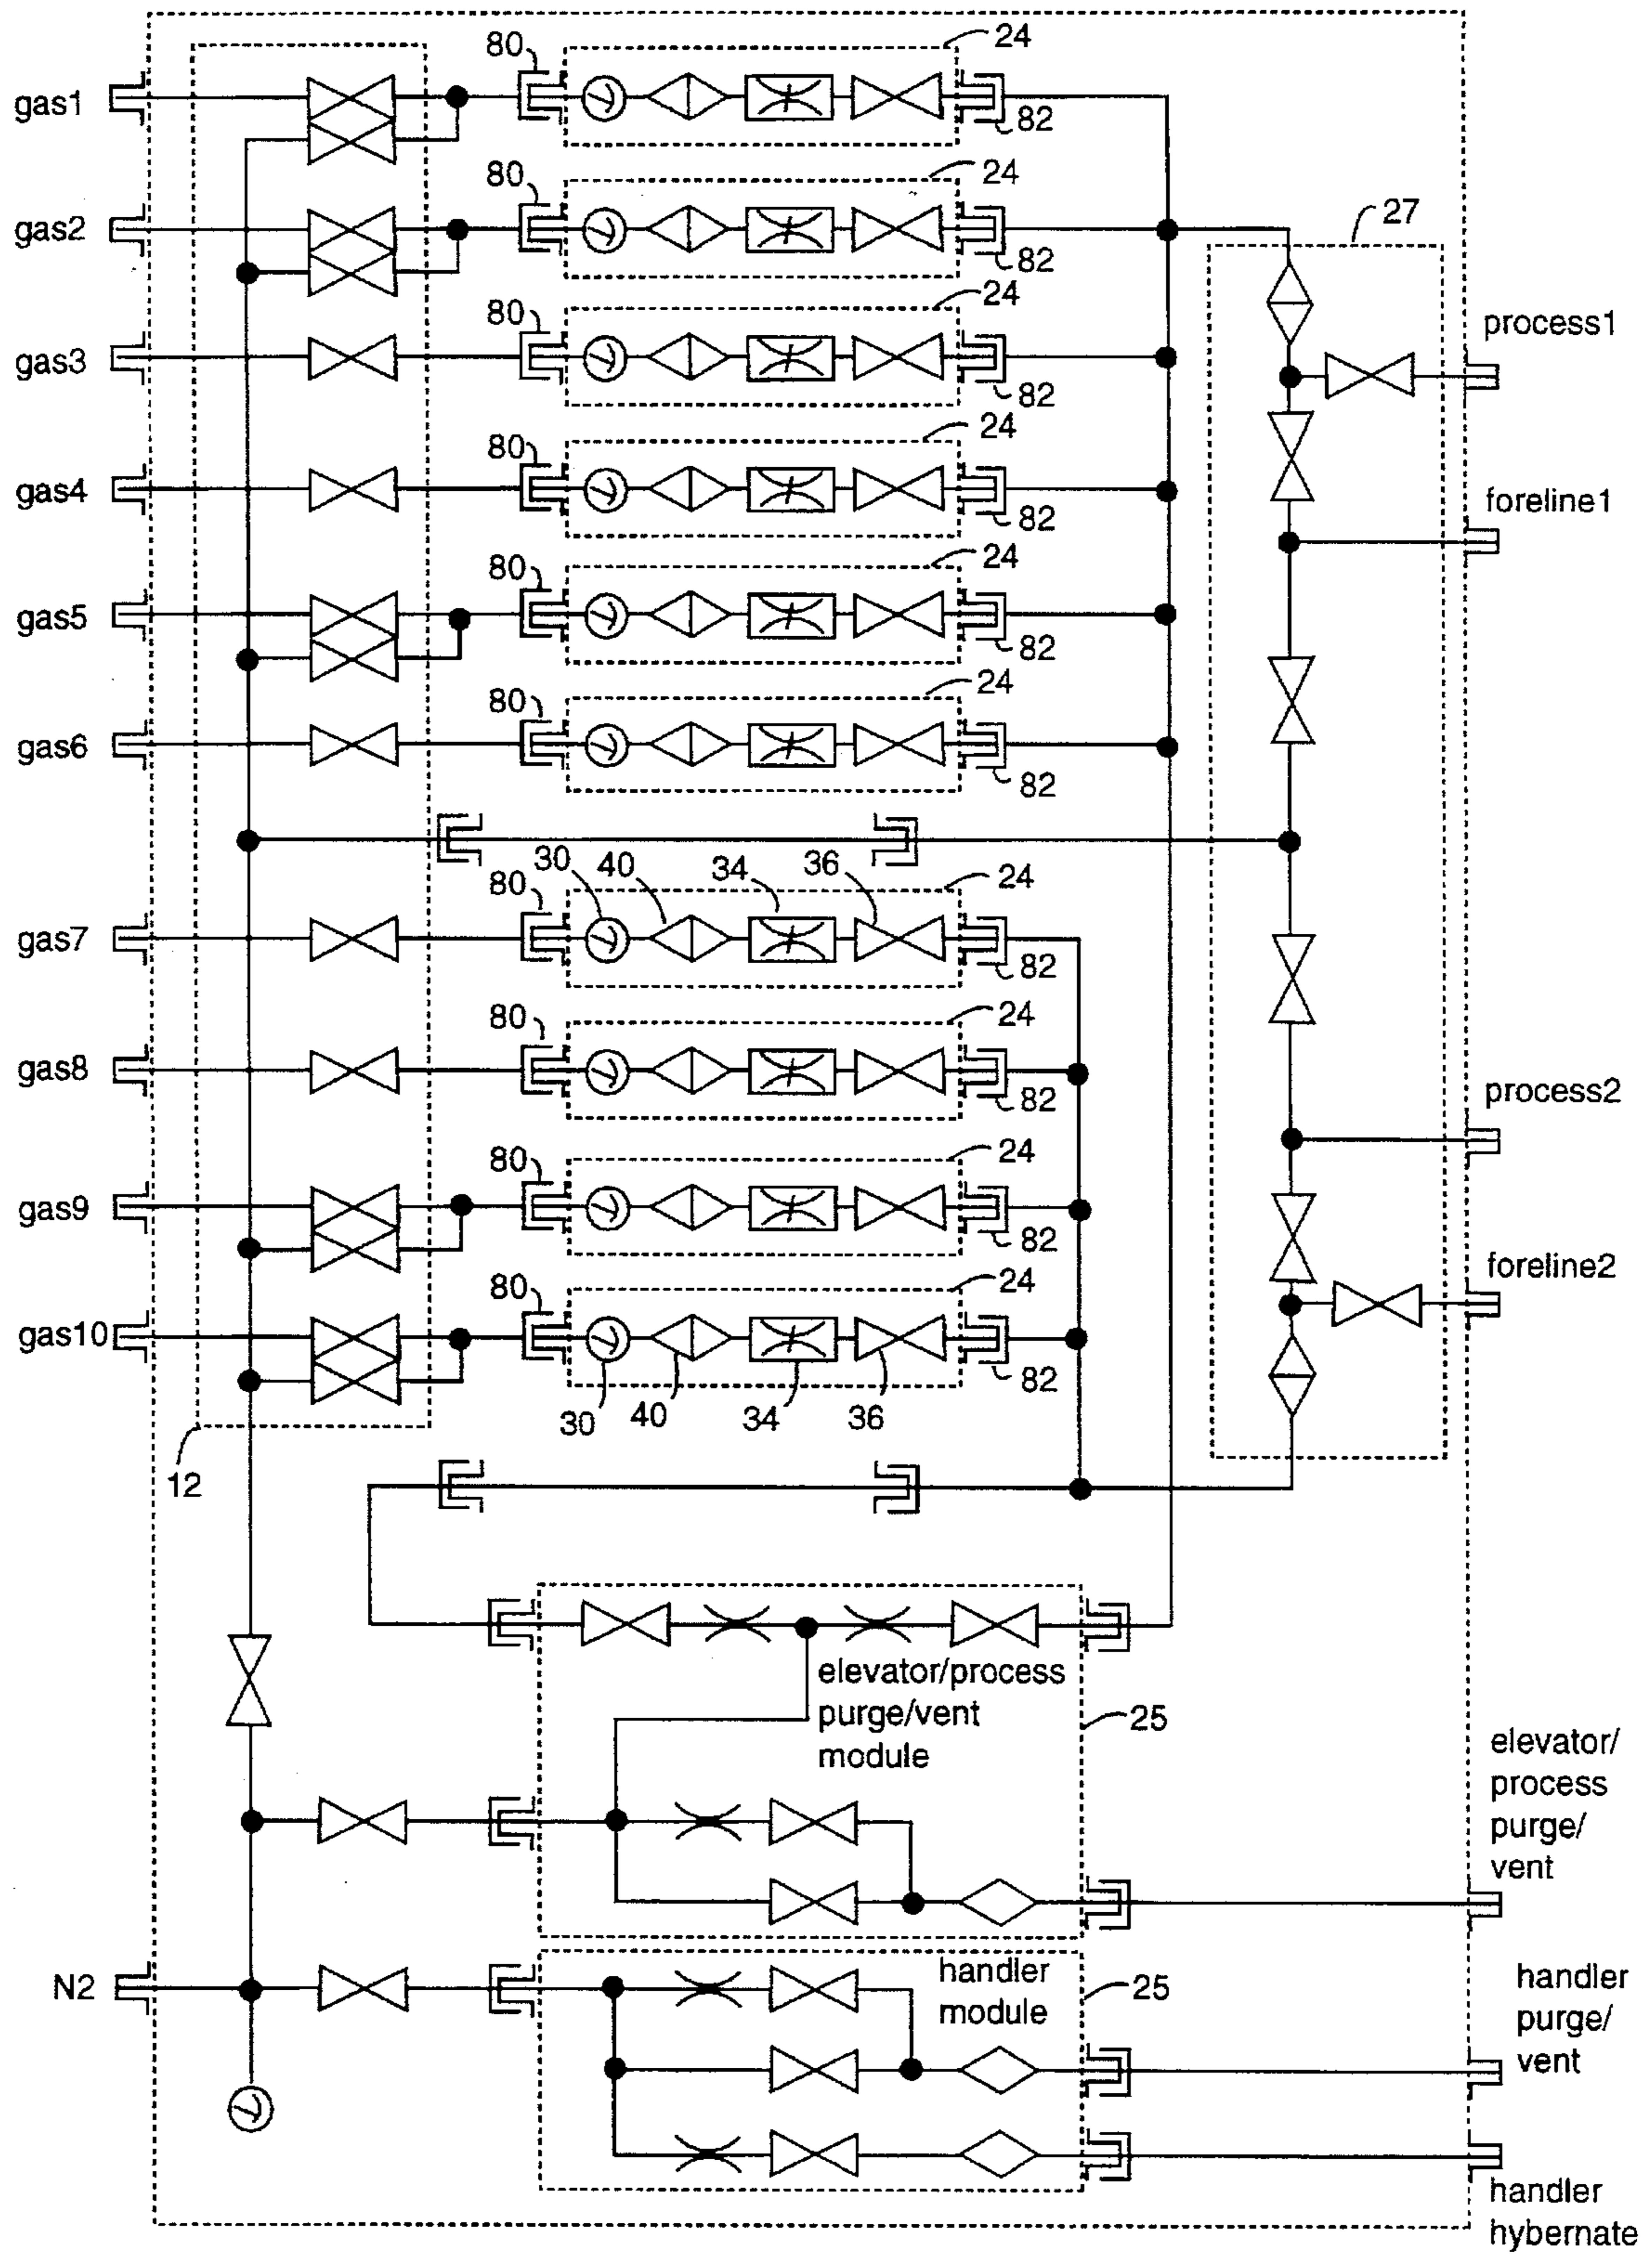 80
24
gas1
82
80
24
gas2
27
82
80
24
process1
gas3
82
80
24
gas4
foreline1
82
80
24
gas5
82
80
24
gas6
82
30
40
34
36
80
24
gas7
82
80
24
gas8
process2
82
80
24
gas9
82
foreline2
80
24
gas10
82
30
40
34
36
12
elevator/process
purge/vent
module
25
elevator/
process
purge/
vent
N2
handler
module
25
handler
purge/
vent
handler
hybernate